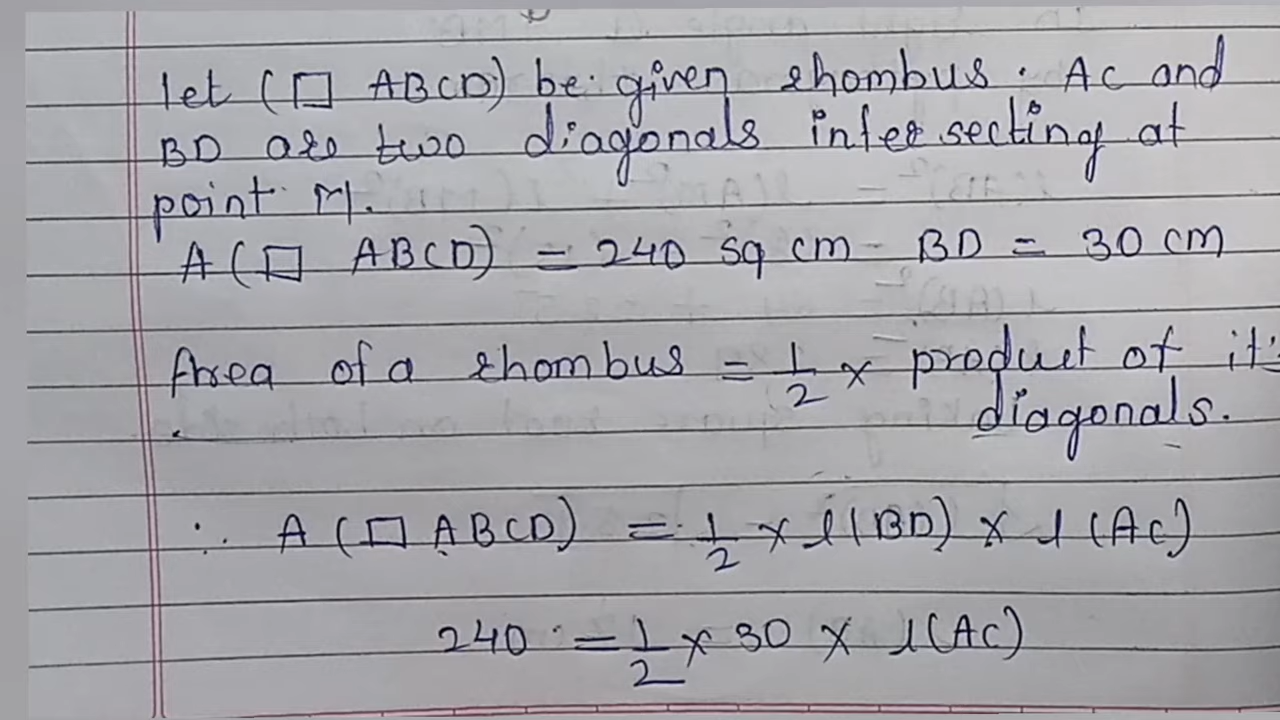 let (□ ABCD) be given rhombus. AC and
BD are two diagonals intersecting at
point M.
A (□ ABCD) = 240 sq cm - BD = 30 cm
Area of a rhombus = 1/2 × product of its
diagonals.
∴ A (□ ABCD) = 1/2 × l(BD) × l(AC)
240 = 1/2 × 30 × l(AC)